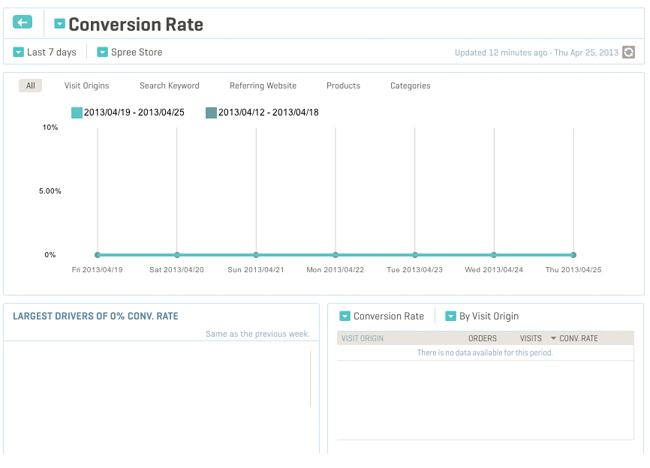 Conversion Rate
Last 7 days Spree Store Updated 12 minutes ago - Thu Apr 25, 2013
All Visit Origins Search Keyword Referring Website Products Categories
2013/04/19 - 2013/04/25 2013/04/12 - 2013/04/18
10%
5.00%
0%
Fri 2013/04/19 Sat 2013/04/20 Sun 2013/04/21 Mon 2013/04/22 Tue 2013/04/23 Wed 2013/04/24 Thu 2013/04/25
LARGEST DRIVERS OF 0% CONV. RATE
Same as the previous week.
Conversion Rate By Visit Origin
VISIT ORIGIN ORDERS VISITS CONV. RATE
There is no data available for this period.